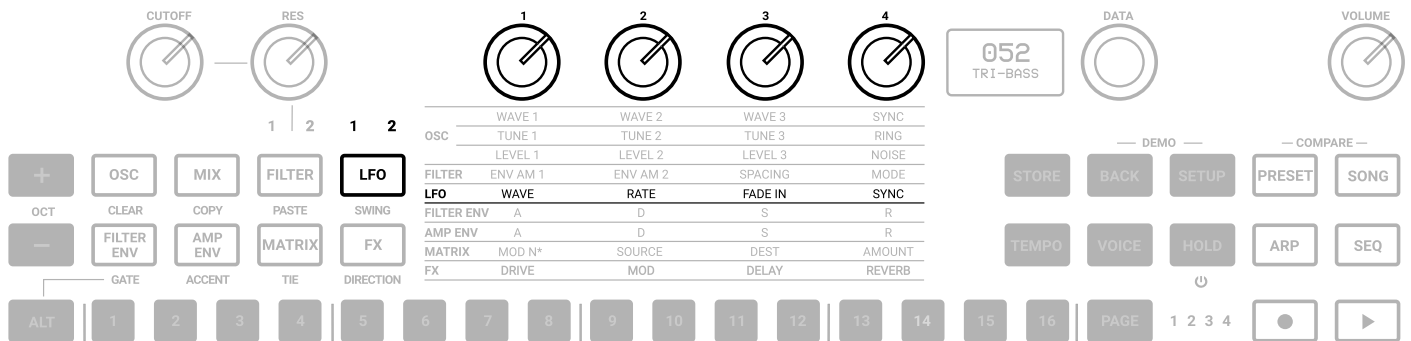 CUTOFF RES 1 2 3 4 DATA VOLUME
052
TRI-BASS
1 2 1 2
WAVE 1 WAVE 2 WAVE 3 SYNC
OSC TUNE 1 TUNE 2 TUNE 3 RING
LEVEL 1 LEVEL 2 LEVEL 3 NOISE
FILTER ENV AM 1 ENV AM 2 SPACING MODE
LFO WAVE RATE FADE IN SYNC
FILTER ENV A D S R
AMP ENV A D S R
MATRIX MOD N* SOURCE DEST AMOUNT
FX DRIVE MOD DELAY REVERB
DEMO COMPARE
+ OSC MIX FILTER LFO STORE BACK SETUP PRESET SONG
OCT CLEAR COPY PASTE SWING
− FILTER ENV AMP ENV MATRIX FX TEMPO VOICE HOLD ARP SEQ
GATE ACCENT TIE DIRECTION
ALT 1 2 3 4 5 6 7 8 9 10 11 12 13 14 15 16 PAGE 1 2 3 4